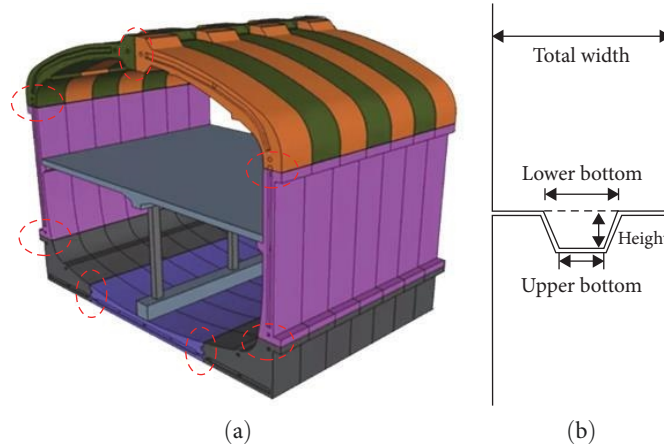 Total width
Lower bottom
Height
Upper bottom
(a)
(b)